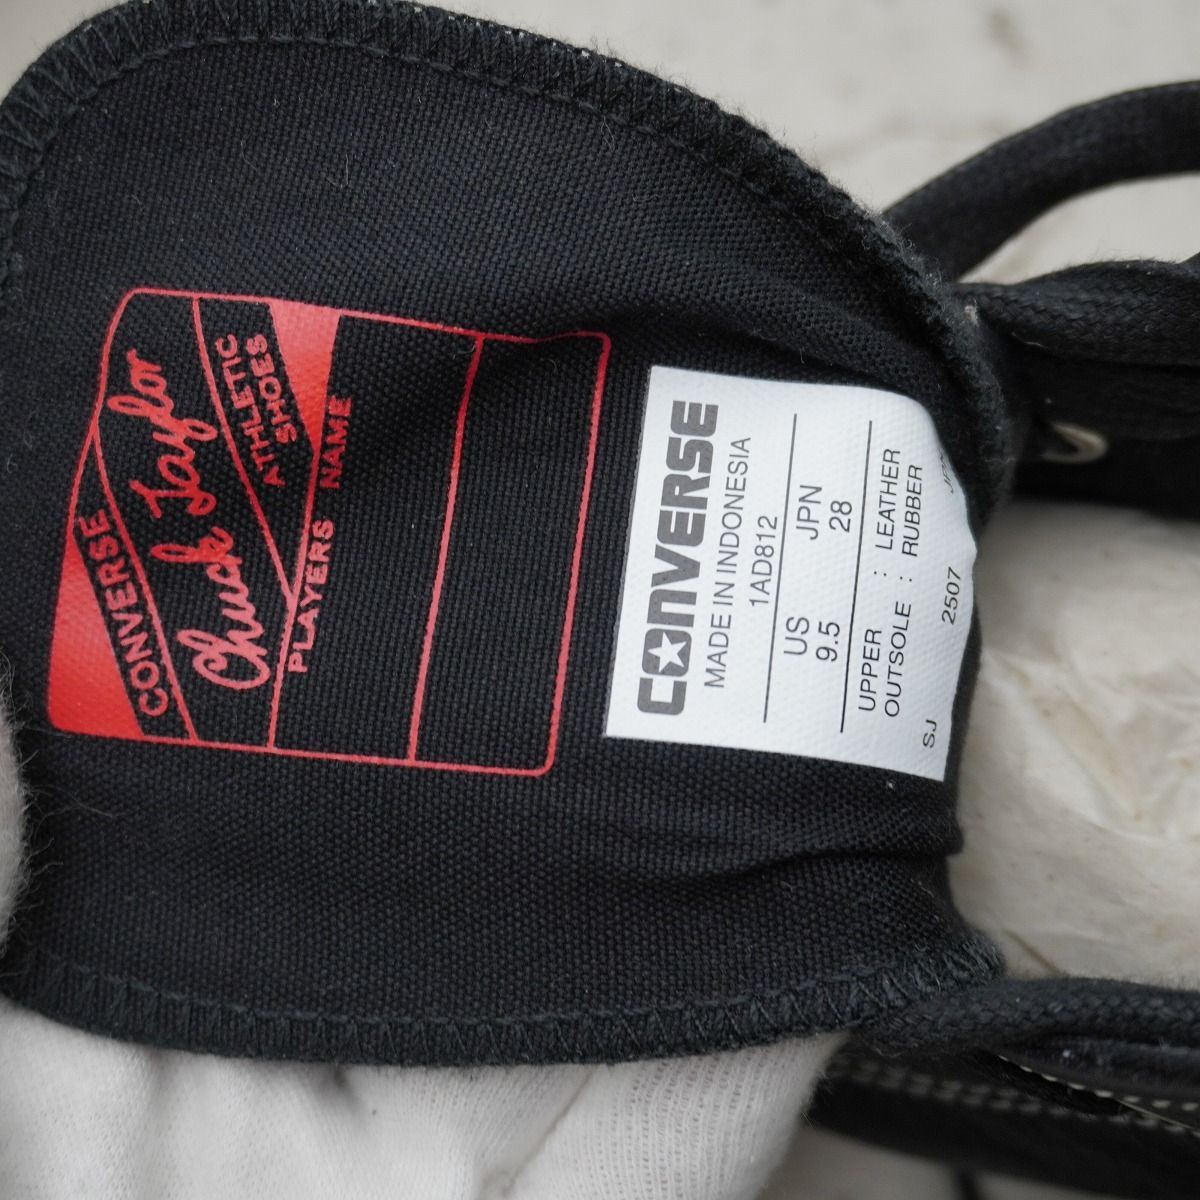 CONVERSE
Chuck Taylor
ATHLETIC
SHOES
PLAYERS NAME
CONVERSE
MADE IN INDONESIA
1AD812
US JPN
9.5 28
UPPER : LEATHER
OUTSOLE : RUBBER
SJ 2507